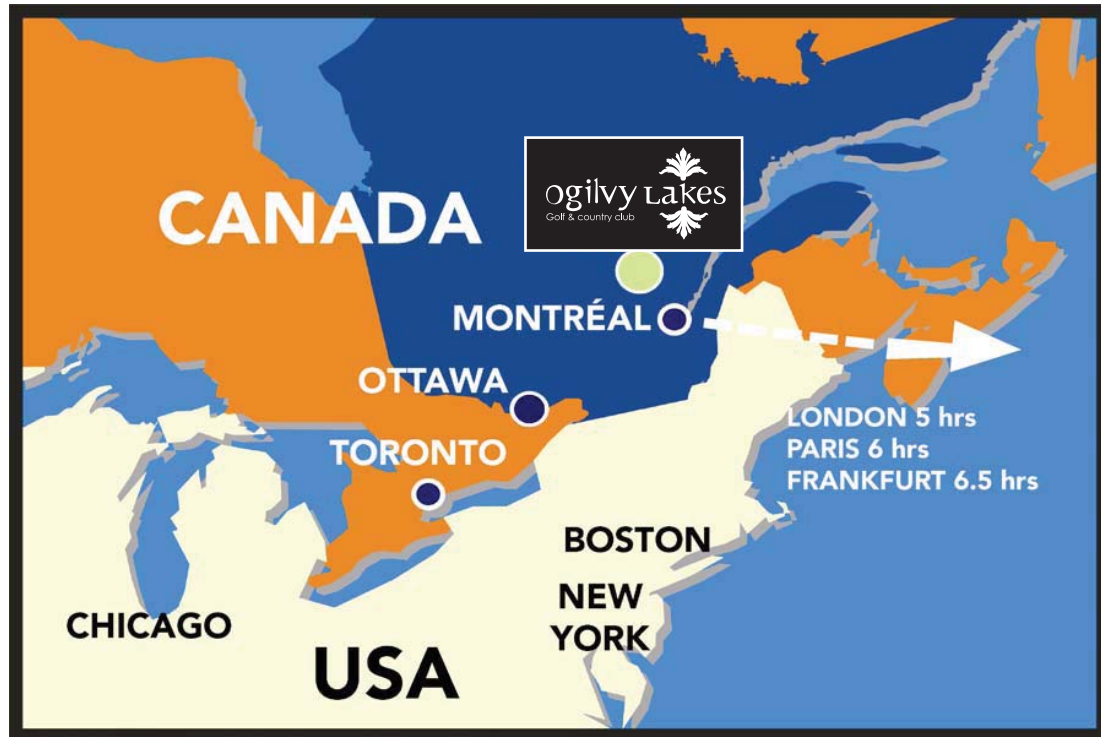 Ogilvy Lakes
Golf & country club
CANADA
MONTRÉAL
OTTAWA
TORONTO
LONDON 5 hrs
PARIS 6 hrs
FRANKFURT 6.5 hrs
BOSTON
NEW
YORK
CHICAGO
USA